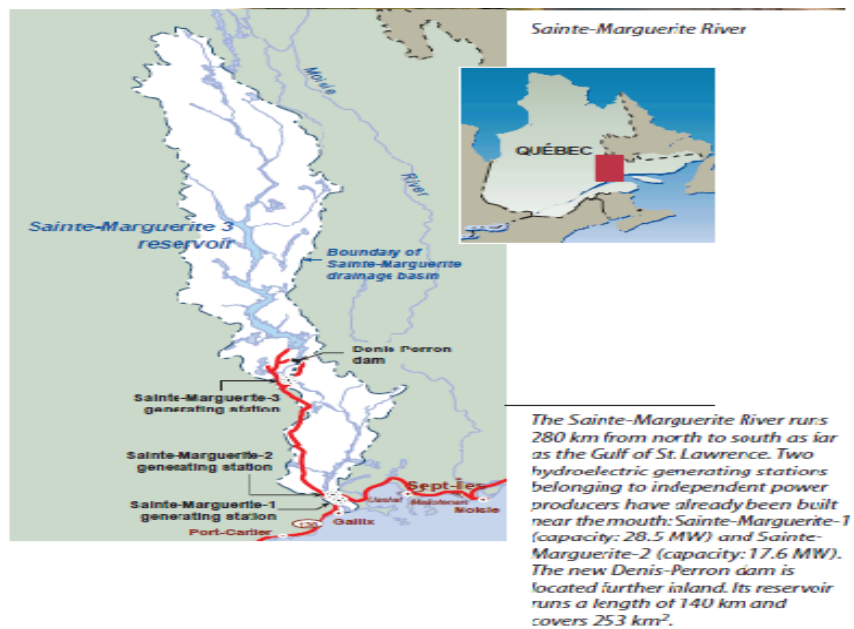 Sainte-Marguerite River
Moisie
River
QUÉBEC
Sainte-Marguerite 3
reservoir
Boundary of
Sainte-Marguerite
drainage basin
Denis-Perron
dam
Sainte-Marguerite-3
generating station
Sainte-Marguerite-2
generating station
Sainte-Marguerite-1
generating station
Sept-Îles
Uashat
Maliotenam
Moisie
Gallix
138
Port-Cartier
The Sainte-Marguerite River runs
280 km from north to south as far
as the Gulf of St. Lawrence. Two
hydroelectric generating stations
belonging to independent power
producers have already been built
near the mouth: Sainte-Marguerite-1
(capacity: 28.5 MW) and Sainte-
Marguerite-2 (capacity: 17.6 MW).
The new Denis-Perron dam is
located further inland. Its reservoir
runs a length of 140 km and
covers 253 km².